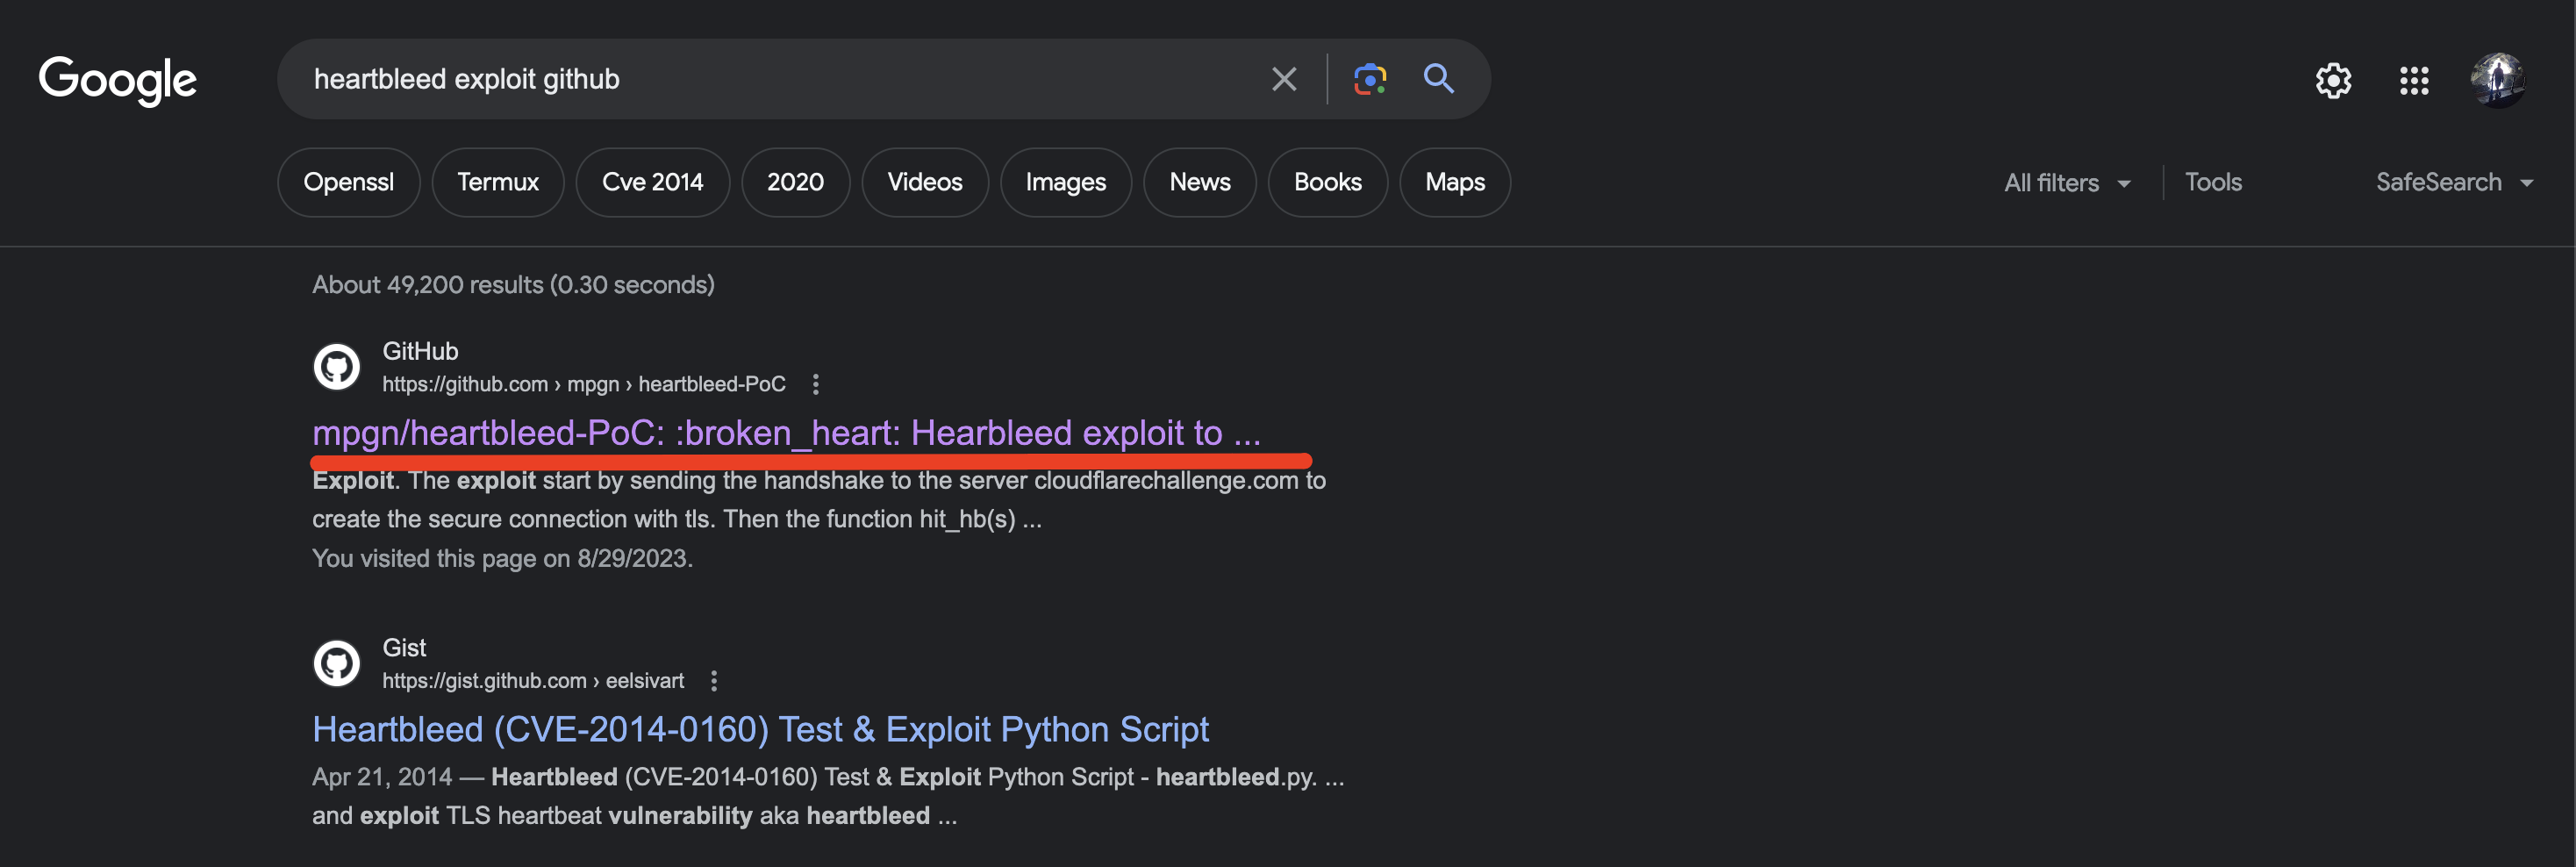 Google
heartbleed exploit github
Openssl
Termux
Cve 2014
2020
Videos
Images
News
Books
Maps
All filters
Tools
SafeSearch
About 49,200 results (0.30 seconds)
GitHub
https://github.com › mpgn › heartbleed-PoC
mpgn/heartbleed-PoC: :broken_heart: Hearbleed exploit to ...
Exploit. The exploit start by sending the handshake to the server cloudflarechallenge.com to
create the secure connection with tls. Then the function hit_hb(s) ...
You visited this page on 8/29/2023.
Gist
https://gist.github.com › eelsivart
Heartbleed (CVE-2014-0160) Test & Exploit Python Script
Apr 21, 2014 — Heartbleed (CVE-2014-0160) Test & Exploit Python Script - heartbleed.py. ...
and exploit TLS heartbeat vulnerability aka heartbleed ...